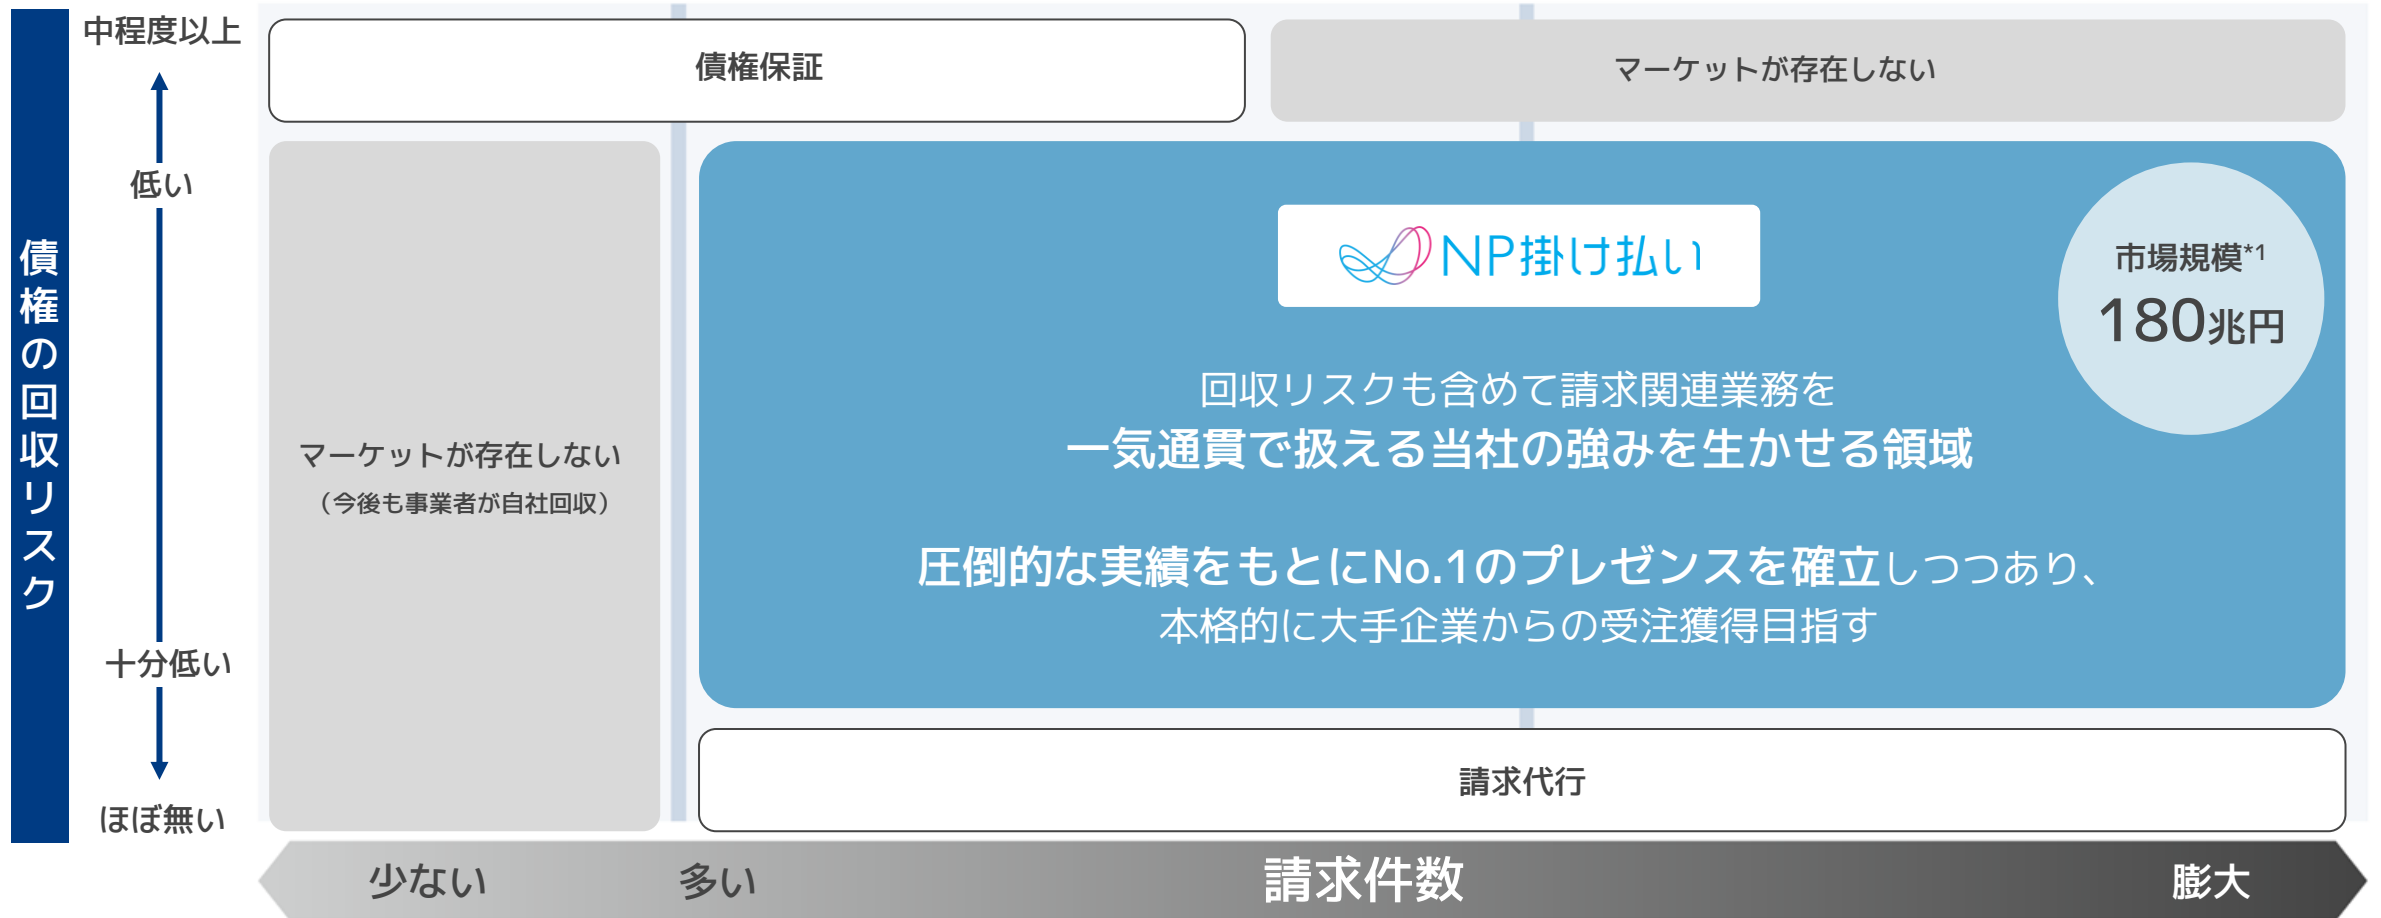 債権の回収リスク
中程度以上
低い
十分低い
ほぼ無い
債権保証
マーケットが存在しない
マーケットが存在しない
（今後も事業者が自社回収）
NP掛け払い
市場規模*1
180兆円
回収リスクも含めて請求関連業務を
一気通貫で扱える当社の強みを生かせる領域
圧倒的な実績をもとにNo.1のプレゼンスを確立しつつあり、
本格的に大手企業からの受注獲得目指す
請求代行
少ない
多い
請求件数
膨大